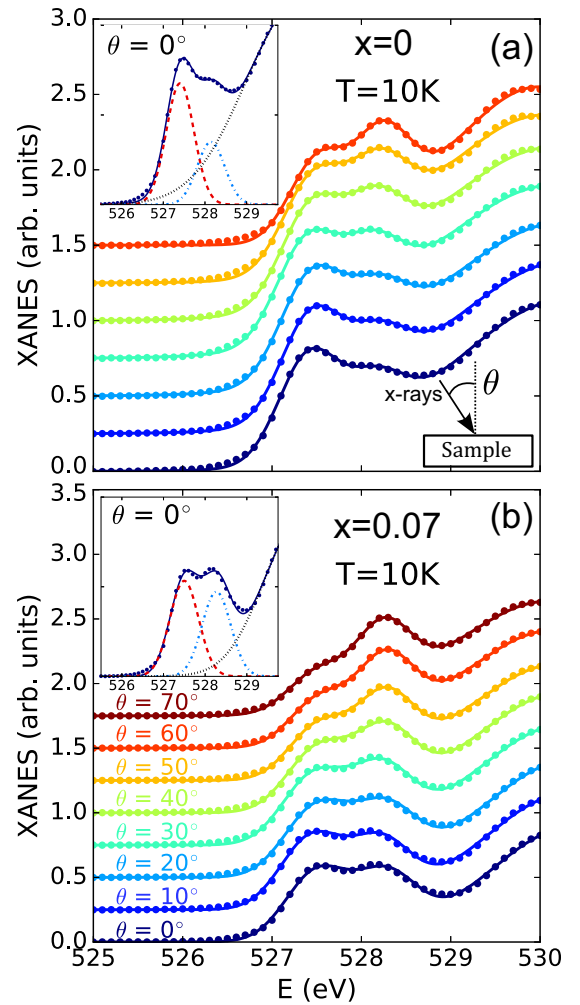 (a)
x=0
T=10K
θ = 0°
XANES (arb. units)
3.0
2.5
2.0
1.5
1.0
0.5
0.0
526 527 528 529
x-rays
θ
Sample
(b)
x=0.07
T=10K
θ = 0°
XANES (arb. units)
3.5
3.0
2.5
2.0
1.5
1.0
0.5
0.0
526 527 528 529
θ = 70°
θ = 60°
θ = 50°
θ = 40°
θ = 30°
θ = 20°
θ = 10°
θ = 0°
525 526 527 528 529 530
E (eV)